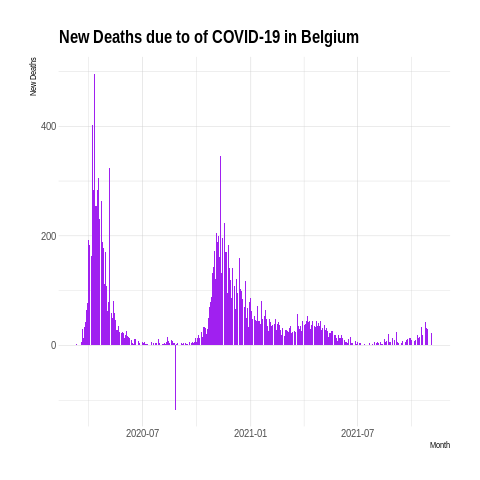 New Deaths due to of COVID-19 in Belgium
New Deaths
400
200
0
2020-07
2021-01
2021-07
Month